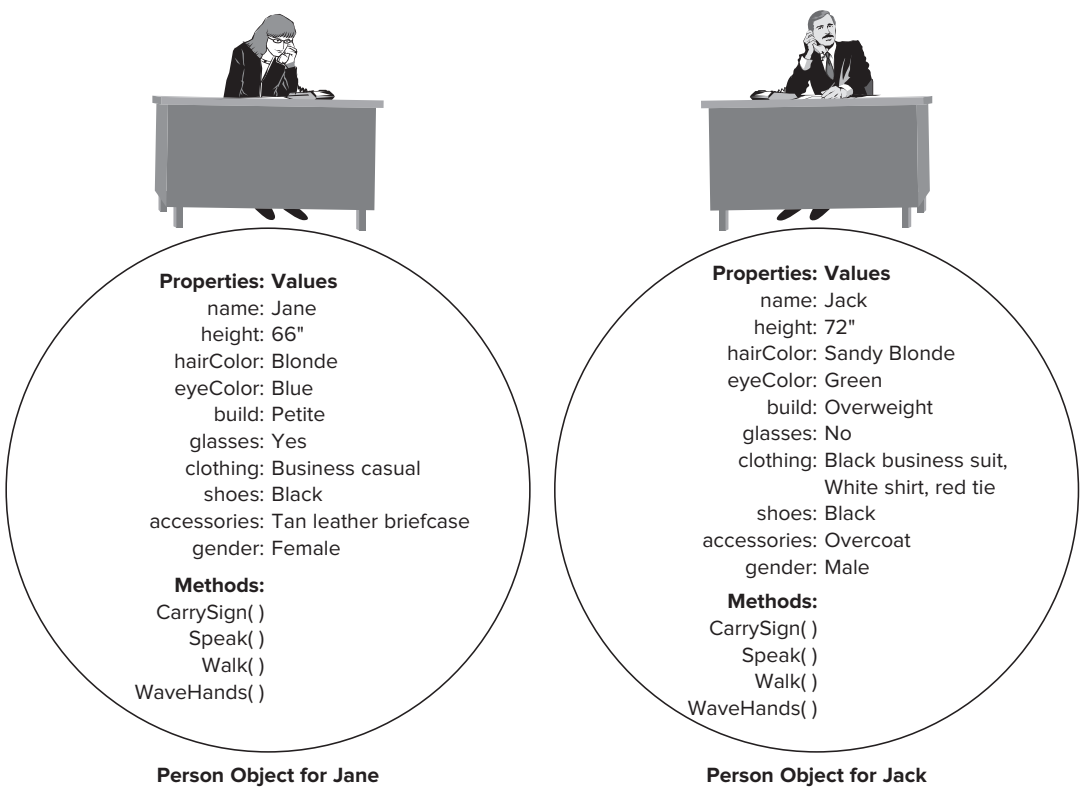 Properties: Values
name: Jane
height: 66"
hairColor: Blonde
eyeColor: Blue
build: Petite
glasses: Yes
clothing: Business casual
shoes: Black
accessories: Tan leather briefcase
gender: Female
Methods:
CarrySign( )
Speak( )
Walk( )
WaveHands( )
Person Object for Jane
Properties: Values
name: Jack
height: 72"
hairColor: Sandy Blonde
eyeColor: Green
build: Overweight
glasses: No
clothing: Black business suit,
White shirt, red tie
shoes: Black
accessories: Overcoat
gender: Male
Methods:
CarrySign( )
Speak( )
Walk( )
WaveHands( )
Person Object for Jack